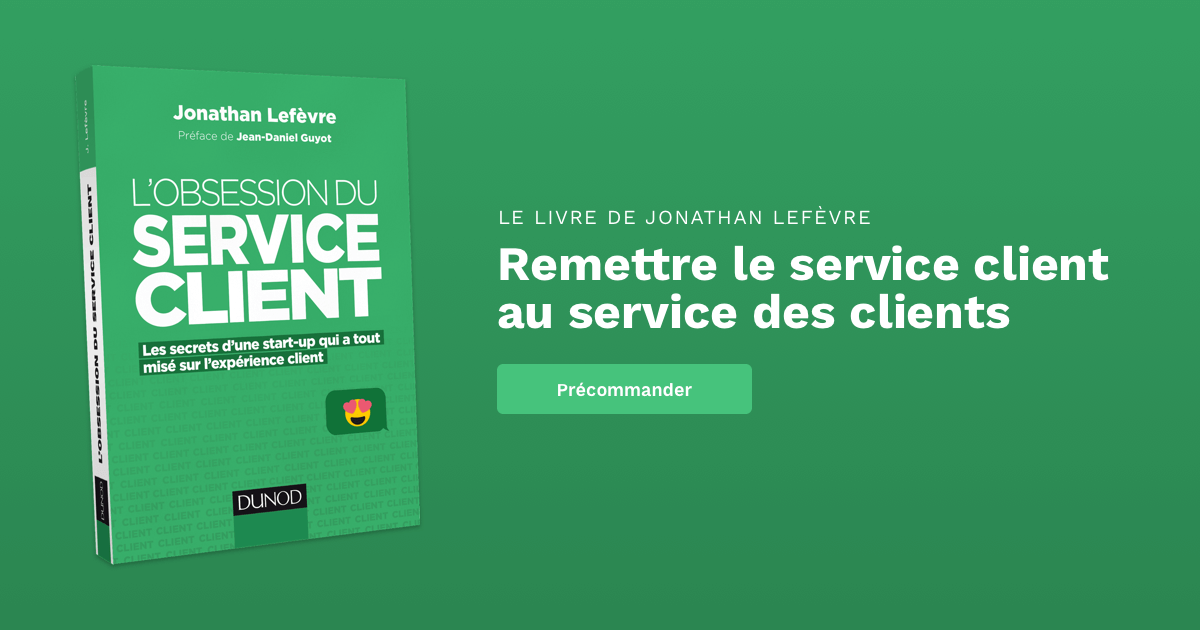 J. Lefèvre
L'OBSESSION DU SERVICE CLIENT
DUNOD
Jonathan Lefèvre
Préface de Jean-Daniel Guyot
L'OBSESSION DU
SERVICE
CLIENT
Les secrets d'une start-up qui a tout
misé sur l'expérience client
DUNOD
LE LIVRE DE JONATHAN LEFÈVRE
Remettre le service client
au service des clients
Précommander